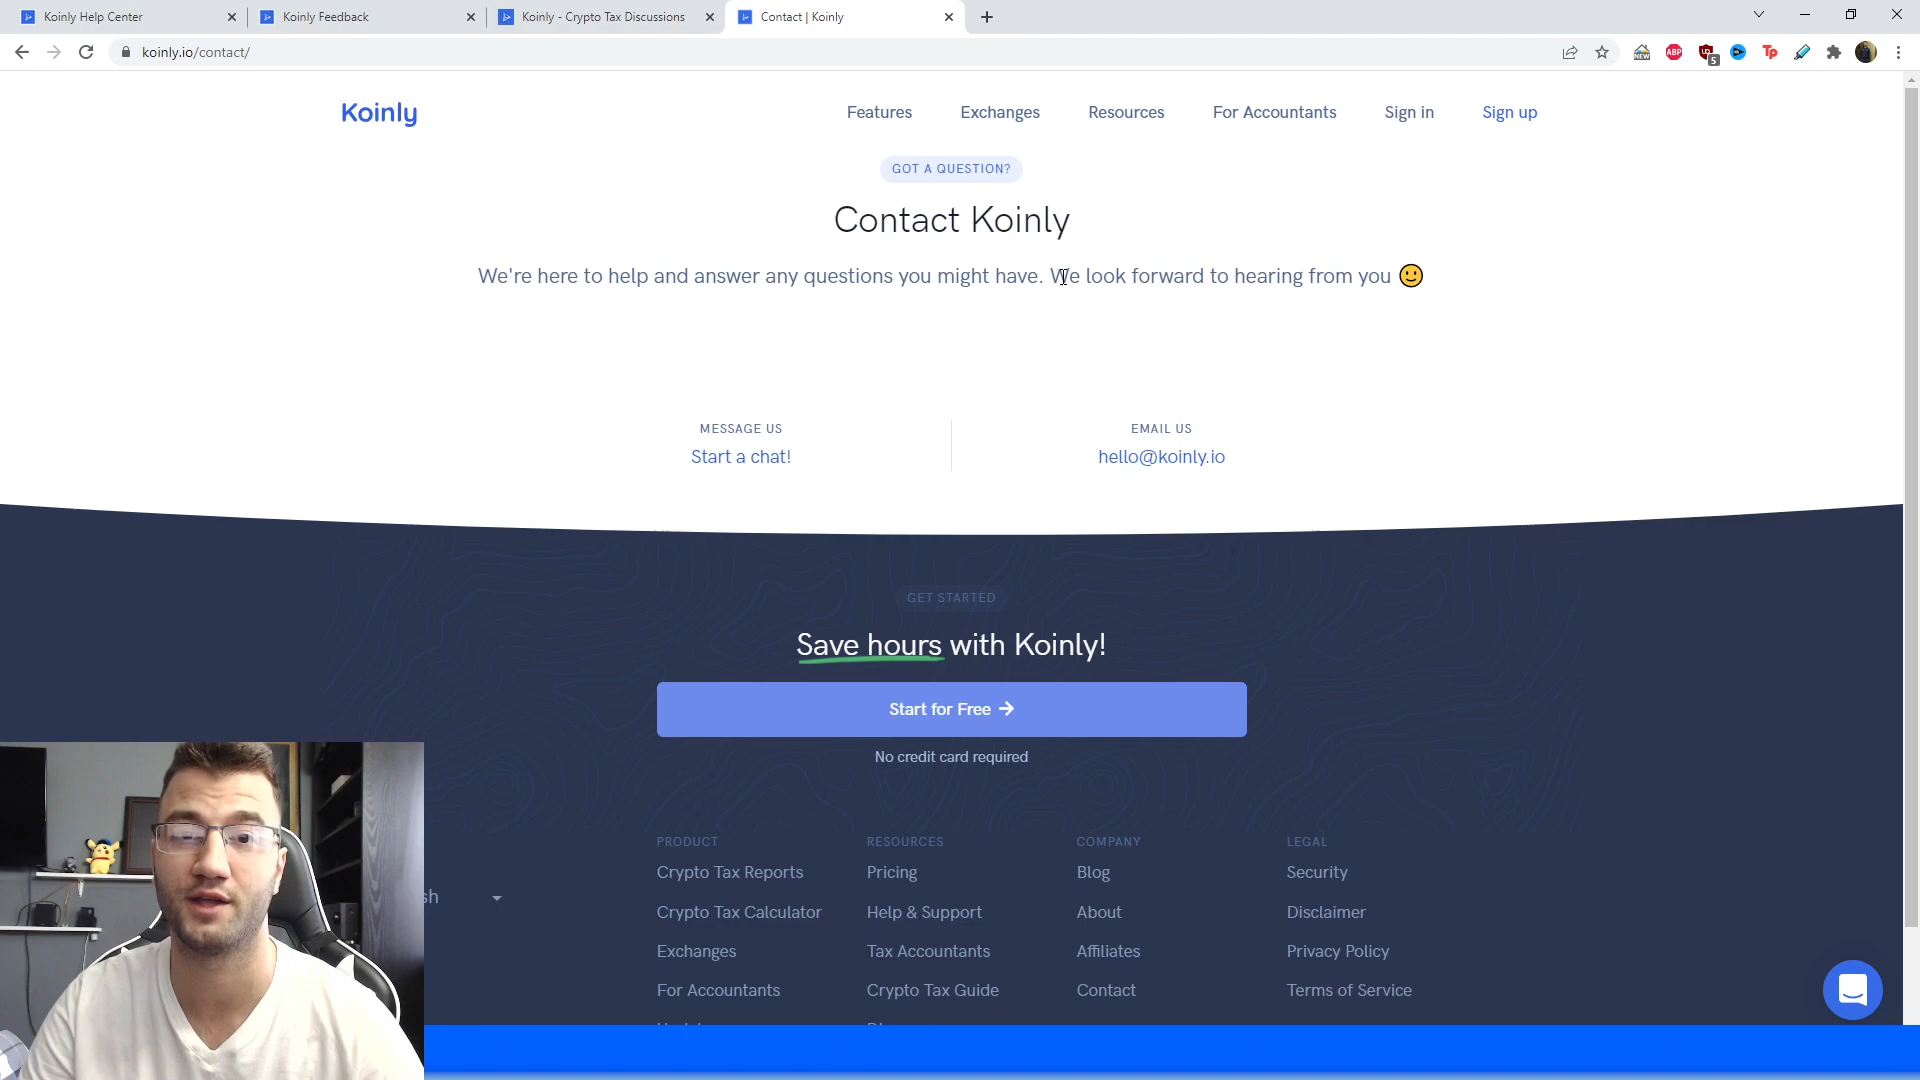 Koinly Help Center
Koinly Feedback
Koinly - Crypto Tax Discussions
Contact | Koinly
koinly.io/contact/
NEW
ABP
5
Tp
Koinly
Features
Exchanges
Resources
For Accountants
Sign in
Sign up
GOT A QUESTION?
Contact Koinly
We're here to help and answer any questions you might have. We look forward to hearing from you
MESSAGE US
Start a chat!
EMAIL US
hello@koinly.io
GET STARTED
Save hours with Koinly!
Start for Free →
No credit card required
sh
PRODUCT
Crypto Tax Reports
Crypto Tax Calculator
Exchanges
For Accountants
RESOURCES
Pricing
Help & Support
Tax Accountants
Crypto Tax Guide
COMPANY
Blog
About
Affiliates
Contact
LEGAL
Security
Disclaimer
Privacy Policy
Terms of Service